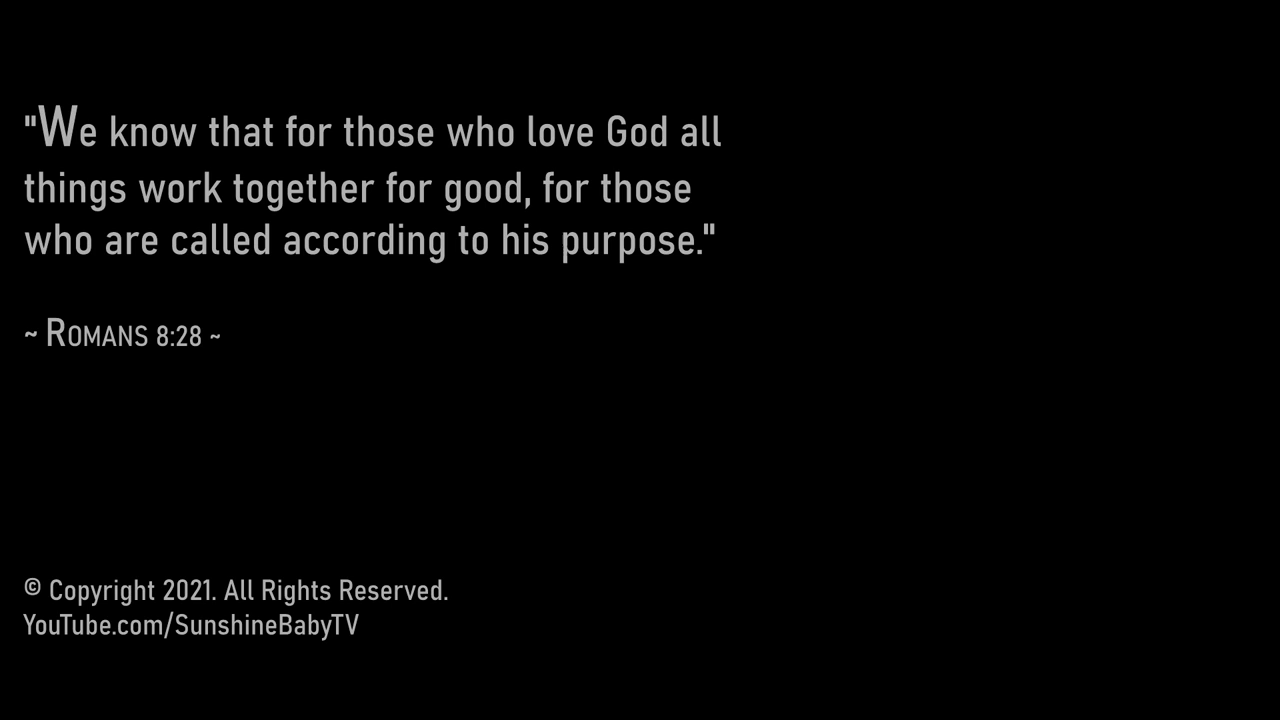 "We know that for those who love God all
things work together for good, for those
who are called according to his purpose."
~ ROMANS 8:28 ~
© Copyright 2021. All Rights Reserved.
YouTube.com/SunshineBabyTV